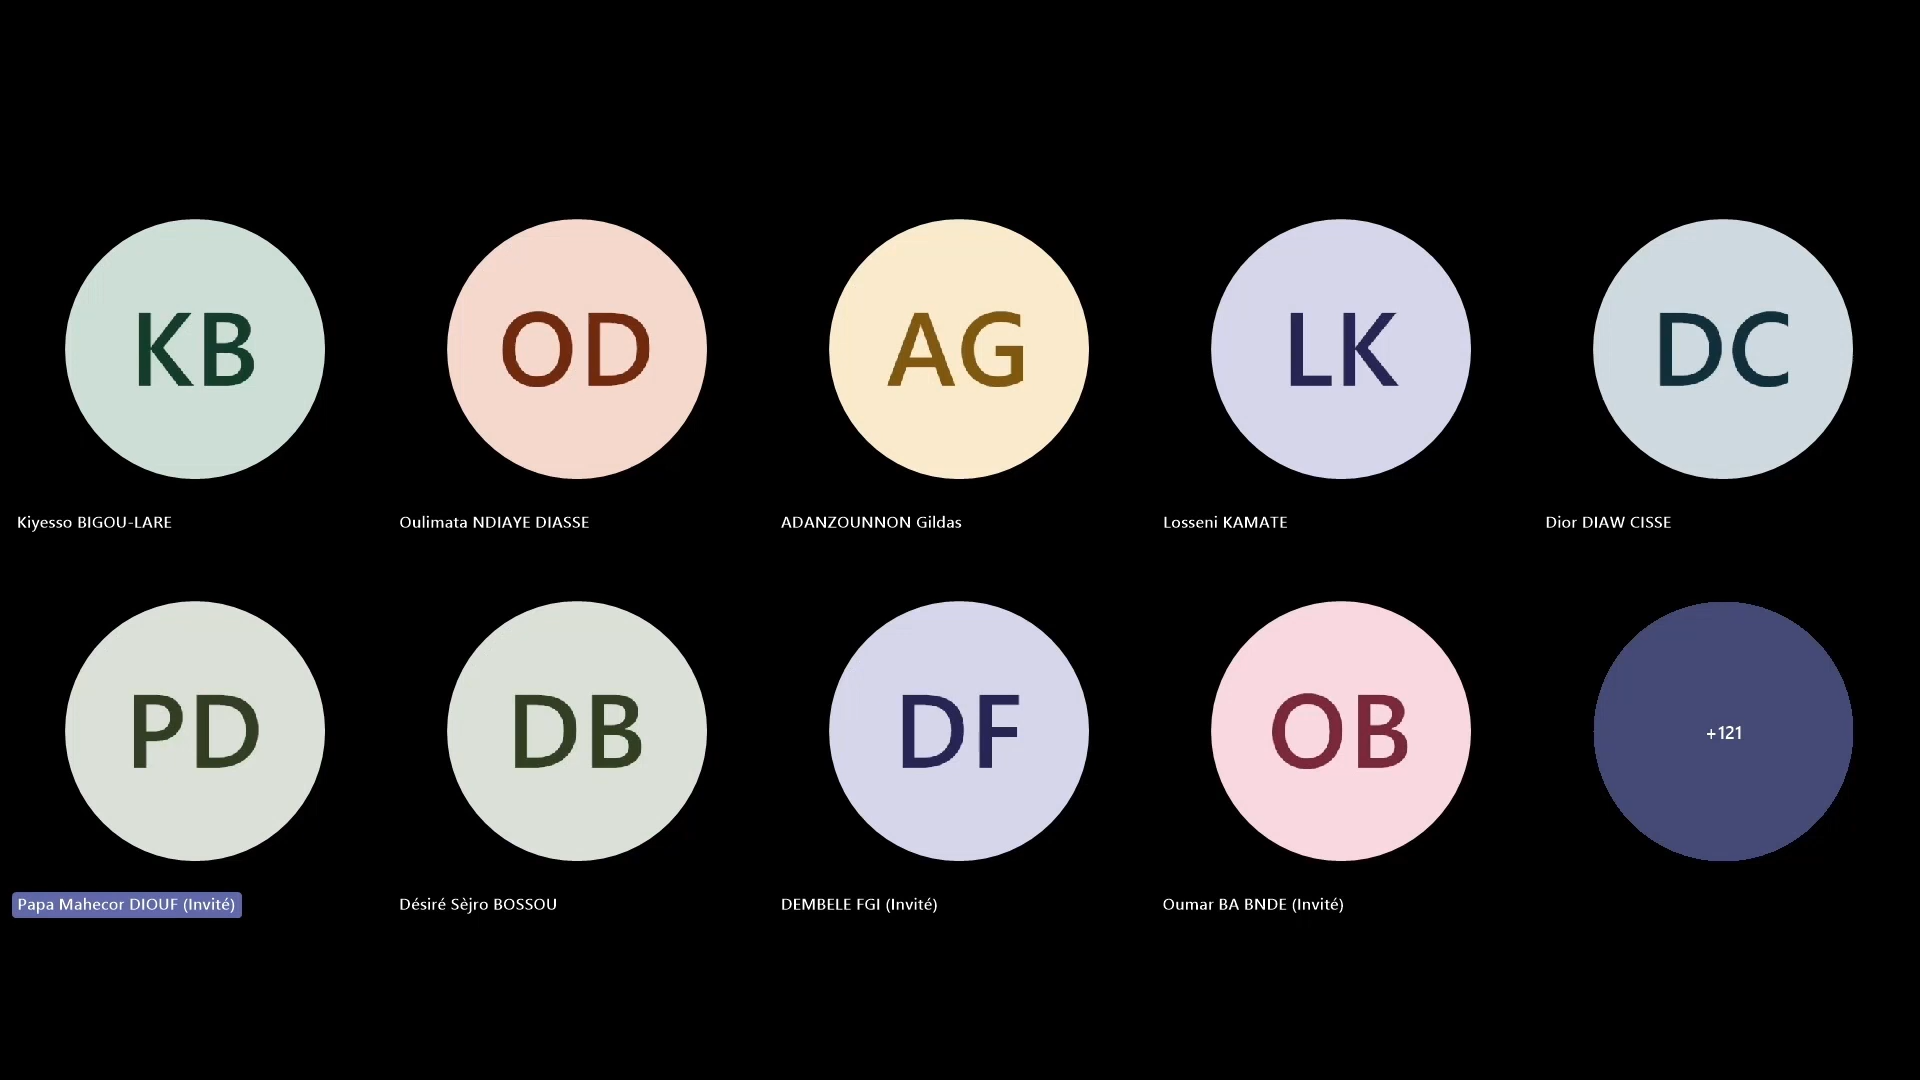 KB
OD
AG
LK
DC
Kiyesso BIGOU-LARE
Oulimata NDIAYE DIASSE
ADANZOUNNON Gildas
Losseni KAMATE
Dior DIAW CISSE
PD
DB
DF
OB
+121
Papa Mahecor DIOUF (Invité)
Désiré Sèjro BOSSOU
DEMBELE FGI (Invité)
Oumar BA BNDE (Invité)